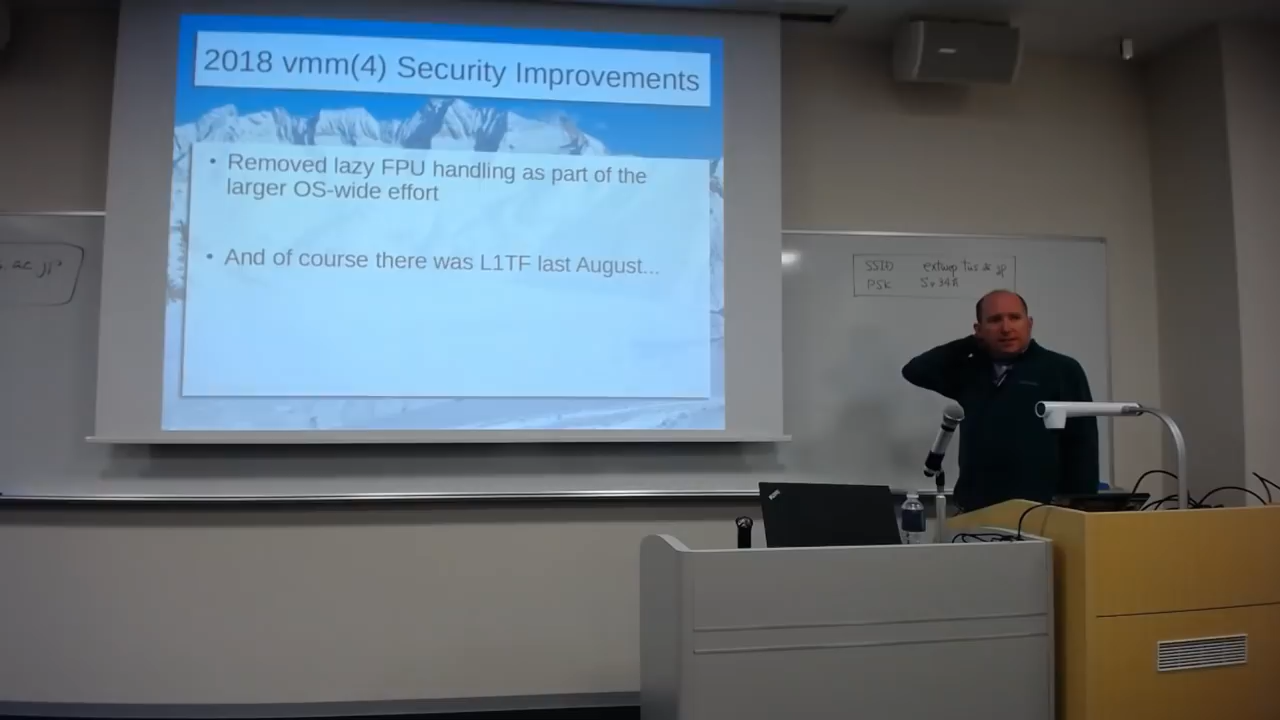 2018 vmm(4) Security Improvements
• Removed lazy FPU handling as part of the
larger OS-wide effort
• And of course there was L1TF last August...
SSID
PSK